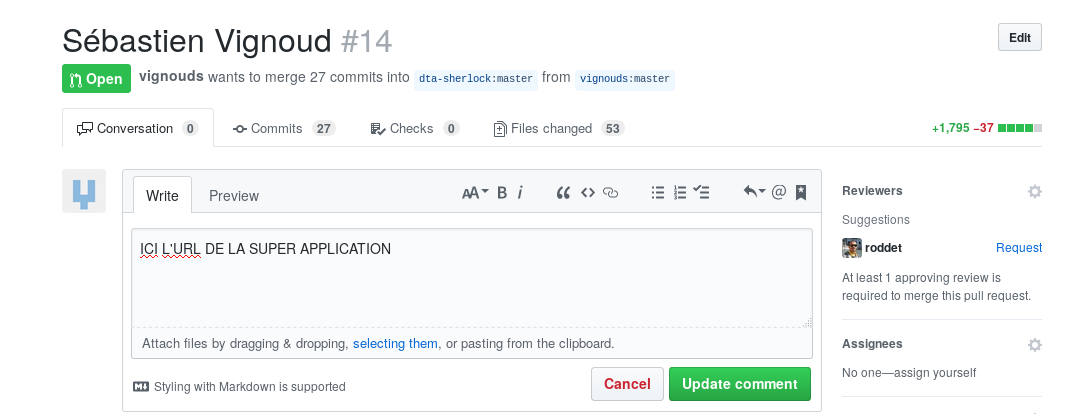 Sébastien Vignoud #14
Edit
Open vignouds wants to merge 27 commits into dta-sherlock:master from vignouds:master
Conversation 0 Commits 27 Checks 0 Files changed 53 +1,795 −37
Write Preview AA B i “ <> @
ICI L'URL DE LA SUPER APPLICATION
Attach files by dragging & dropping, selecting them, or pasting from the clipboard.
Styling with Markdown is supported
Cancel Update comment
Reviewers
Suggestions
roddet Request
At least 1 approving review is
required to merge this pull request.
Assignees
No one—assign yourself